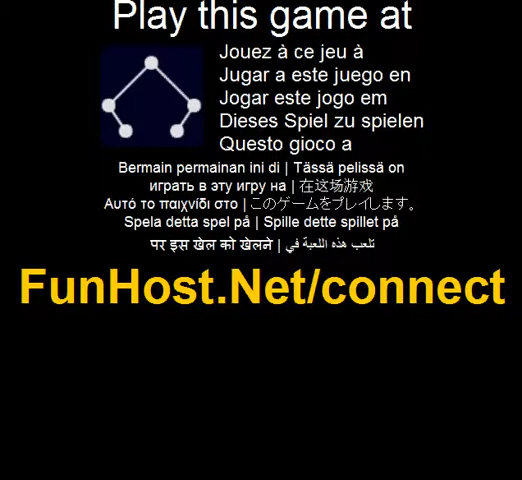 Play this game at
Jouez à ce jeu à
Jugar a este juego en
Jogar este jogo em
Dieses Spiel zu spielen
Questo gioco a
Bermain permainan ini di | Tässä pelissä on
играть в эту игру на | 在这场游戏
Αυτό το παιχνίδι στο | このゲームをプレイします。
Spela detta spel på | Spille dette spillet på
पर इस खेल को खेलने | تلعب هذه اللعبة في
FunHost.Net/connect